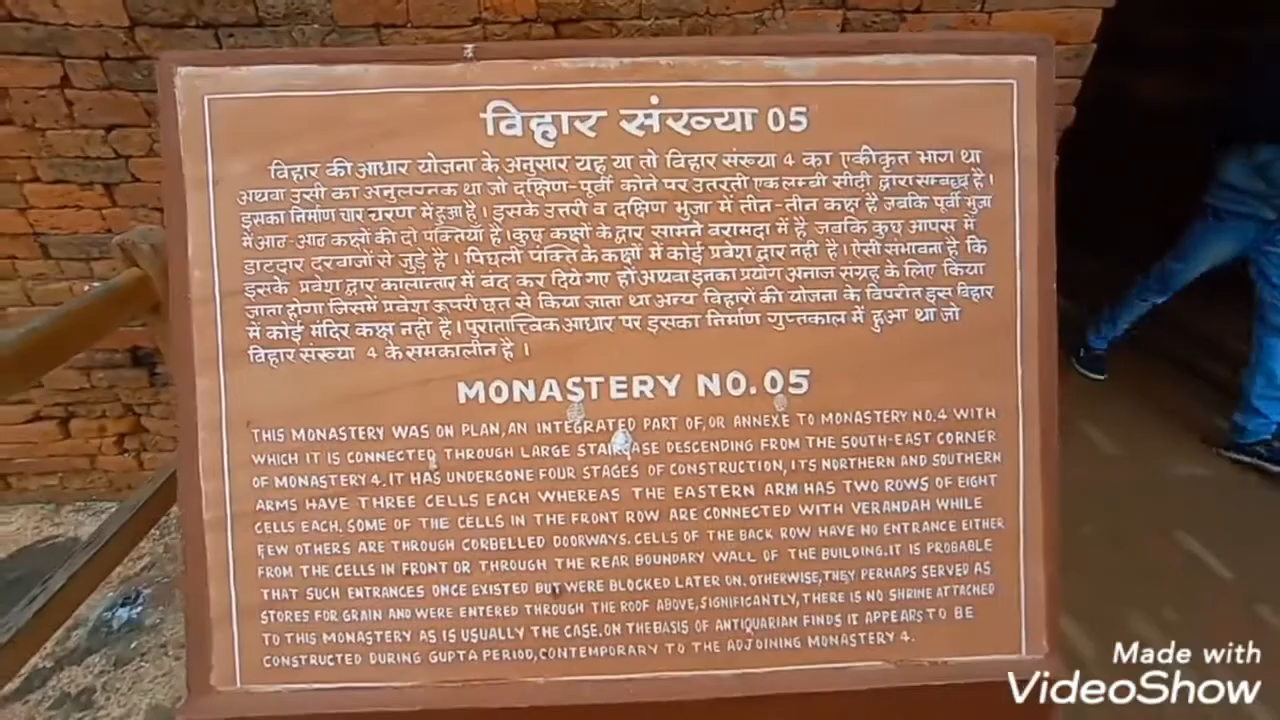 विहार संख्या 05
विहार की आधार योजना के अनुसार यह या तो विहार संख्या 4 का एकीकृत भाग था
अथवा उसी का अनुलग्नक था जो दक्षिण-पूर्वी कोने पर उतरती एक लम्बी सीदी द्वारा सम्बद्ध है।
इसका निर्माण चार चरण में हुआ है। इसके उत्तरी व दक्षिण भुजा में तीन-तीन कक्ष है जबकि पूर्वी भुजा
में आठ-आठ कक्षों की दो पंक्तियाँ है। कुछ कक्षों के द्वार सामने बरामदा में है जबकि कुछ आपस में
डाटदार दरवाजों से जुड़े है। पिछली पंक्ति के कक्षों में कोई प्रवेश द्वार नही है। ऐसी संभावना है कि
इसके प्रवेश द्वार कालान्तार में बंद कर दिये गए हों अथवा इनका प्रयोग अनाज संग्रह के लिए किया
जाता होगा जिसमें प्रवेश ऊपरी छत से किया जाता था अन्य विहारों की योजना के विपरीत इस विहार
में कोई मंदिर कक्ष नही है। पुरातात्त्विक आधार पर इसका निर्माण गुप्तकाल में हुआ था जो
विहार संख्या 4 के समकालीन है।
MONASTERY NO. 05
THIS MONASTERY WAS ON PLAN, AN INTEGRATED PART OF, OR ANNEXE TO MONASTERY NO. 4 WITH
WHICH IT IS CONNECTED THROUGH LARGE STAIRCASE DESCENDING FROM THE SOUTH-EAST CORNER
OF MONASTERY 4. IT HAS UNDERGONE FOUR STAGES OF CONSTRUCTION, ITS NORTHERN AND SOUTHERN
ARMS HAVE THREE CELLS EACH WHEREAS THE EASTERN ARM HAS TWO ROWS OF EIGHT
CELLS EACH. SOME OF THE CELLS IN THE FRONT ROW ARE CONNECTED WITH VERANDAH WHILE
FEW OTHERS ARE THROUGH CORBELLED DOORWAYS. CELLS OF THE BACK ROW HAVE NO ENTRANCE EITHER
FROM THE CELLS IN FRONT OR THROUGH THE REAR BOUNDARY WALL OF THE BUILDING. IT IS PROBABLE
THAT SUCH ENTRANCES ONCE EXISTED BUT WERE BLOCKED LATER ON. OTHERWISE, THEY PERHAPS SERVED AS
STORES FOR GRAIN AND WERE ENTERED THROUGH THE ROOF ABOVE, SIGNIFICANTLY, THERE IS NO SHRINE ATTACHED
TO THIS MONASTERY AS IS USUALLY THE CASE. ON THE BASIS OF ANTIQUARIAN FINDS IT APPEARS TO BE
CONSTRUCTED DURING GUPTA PERIOD, CONTEMPORARY TO THE ADJOINING MONASTERY 4.
Made with
VideoShow